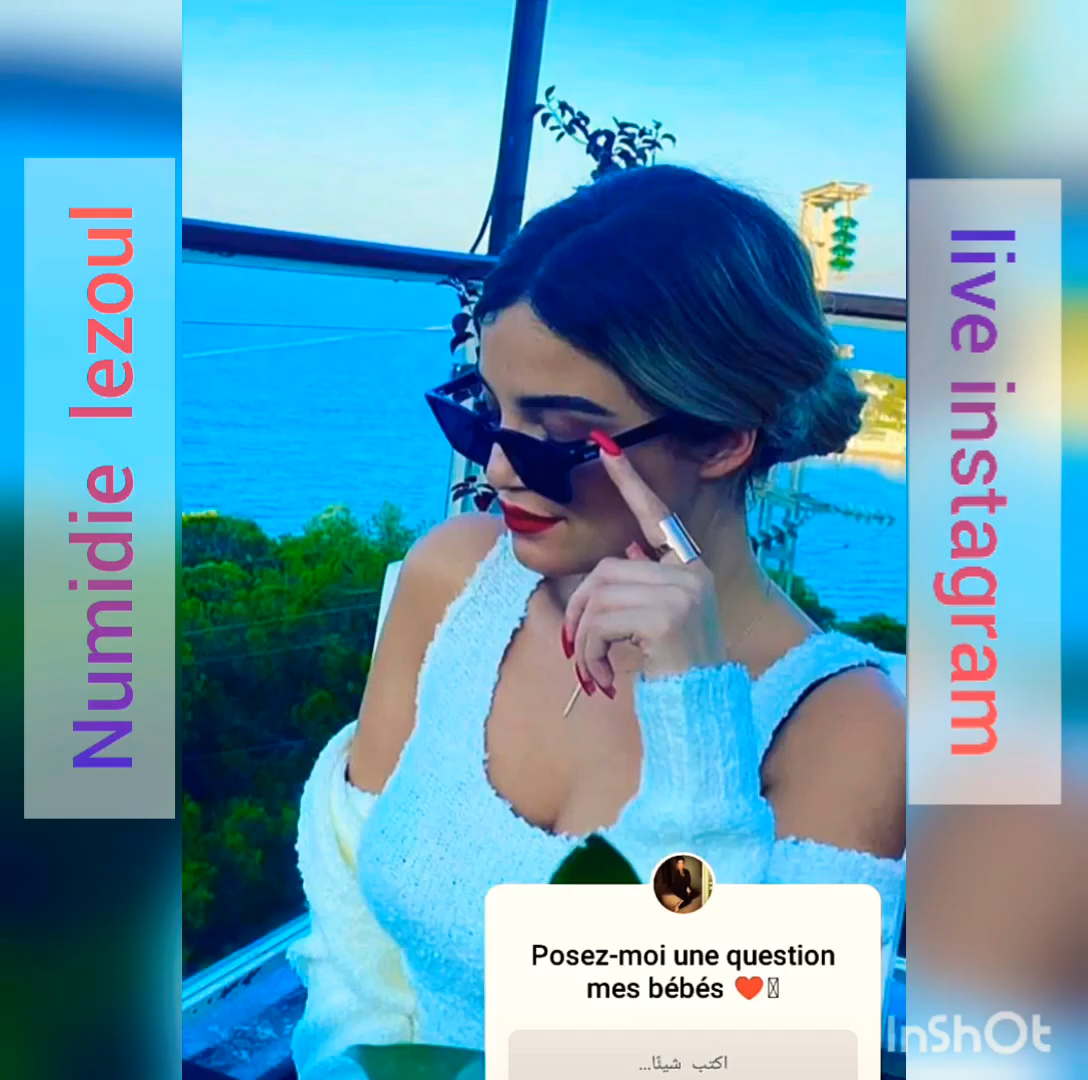 Numidie lezoul
live instagram
Posez-moi une question
mes bébés ❤️
اكتب شيئًا...
InShOt